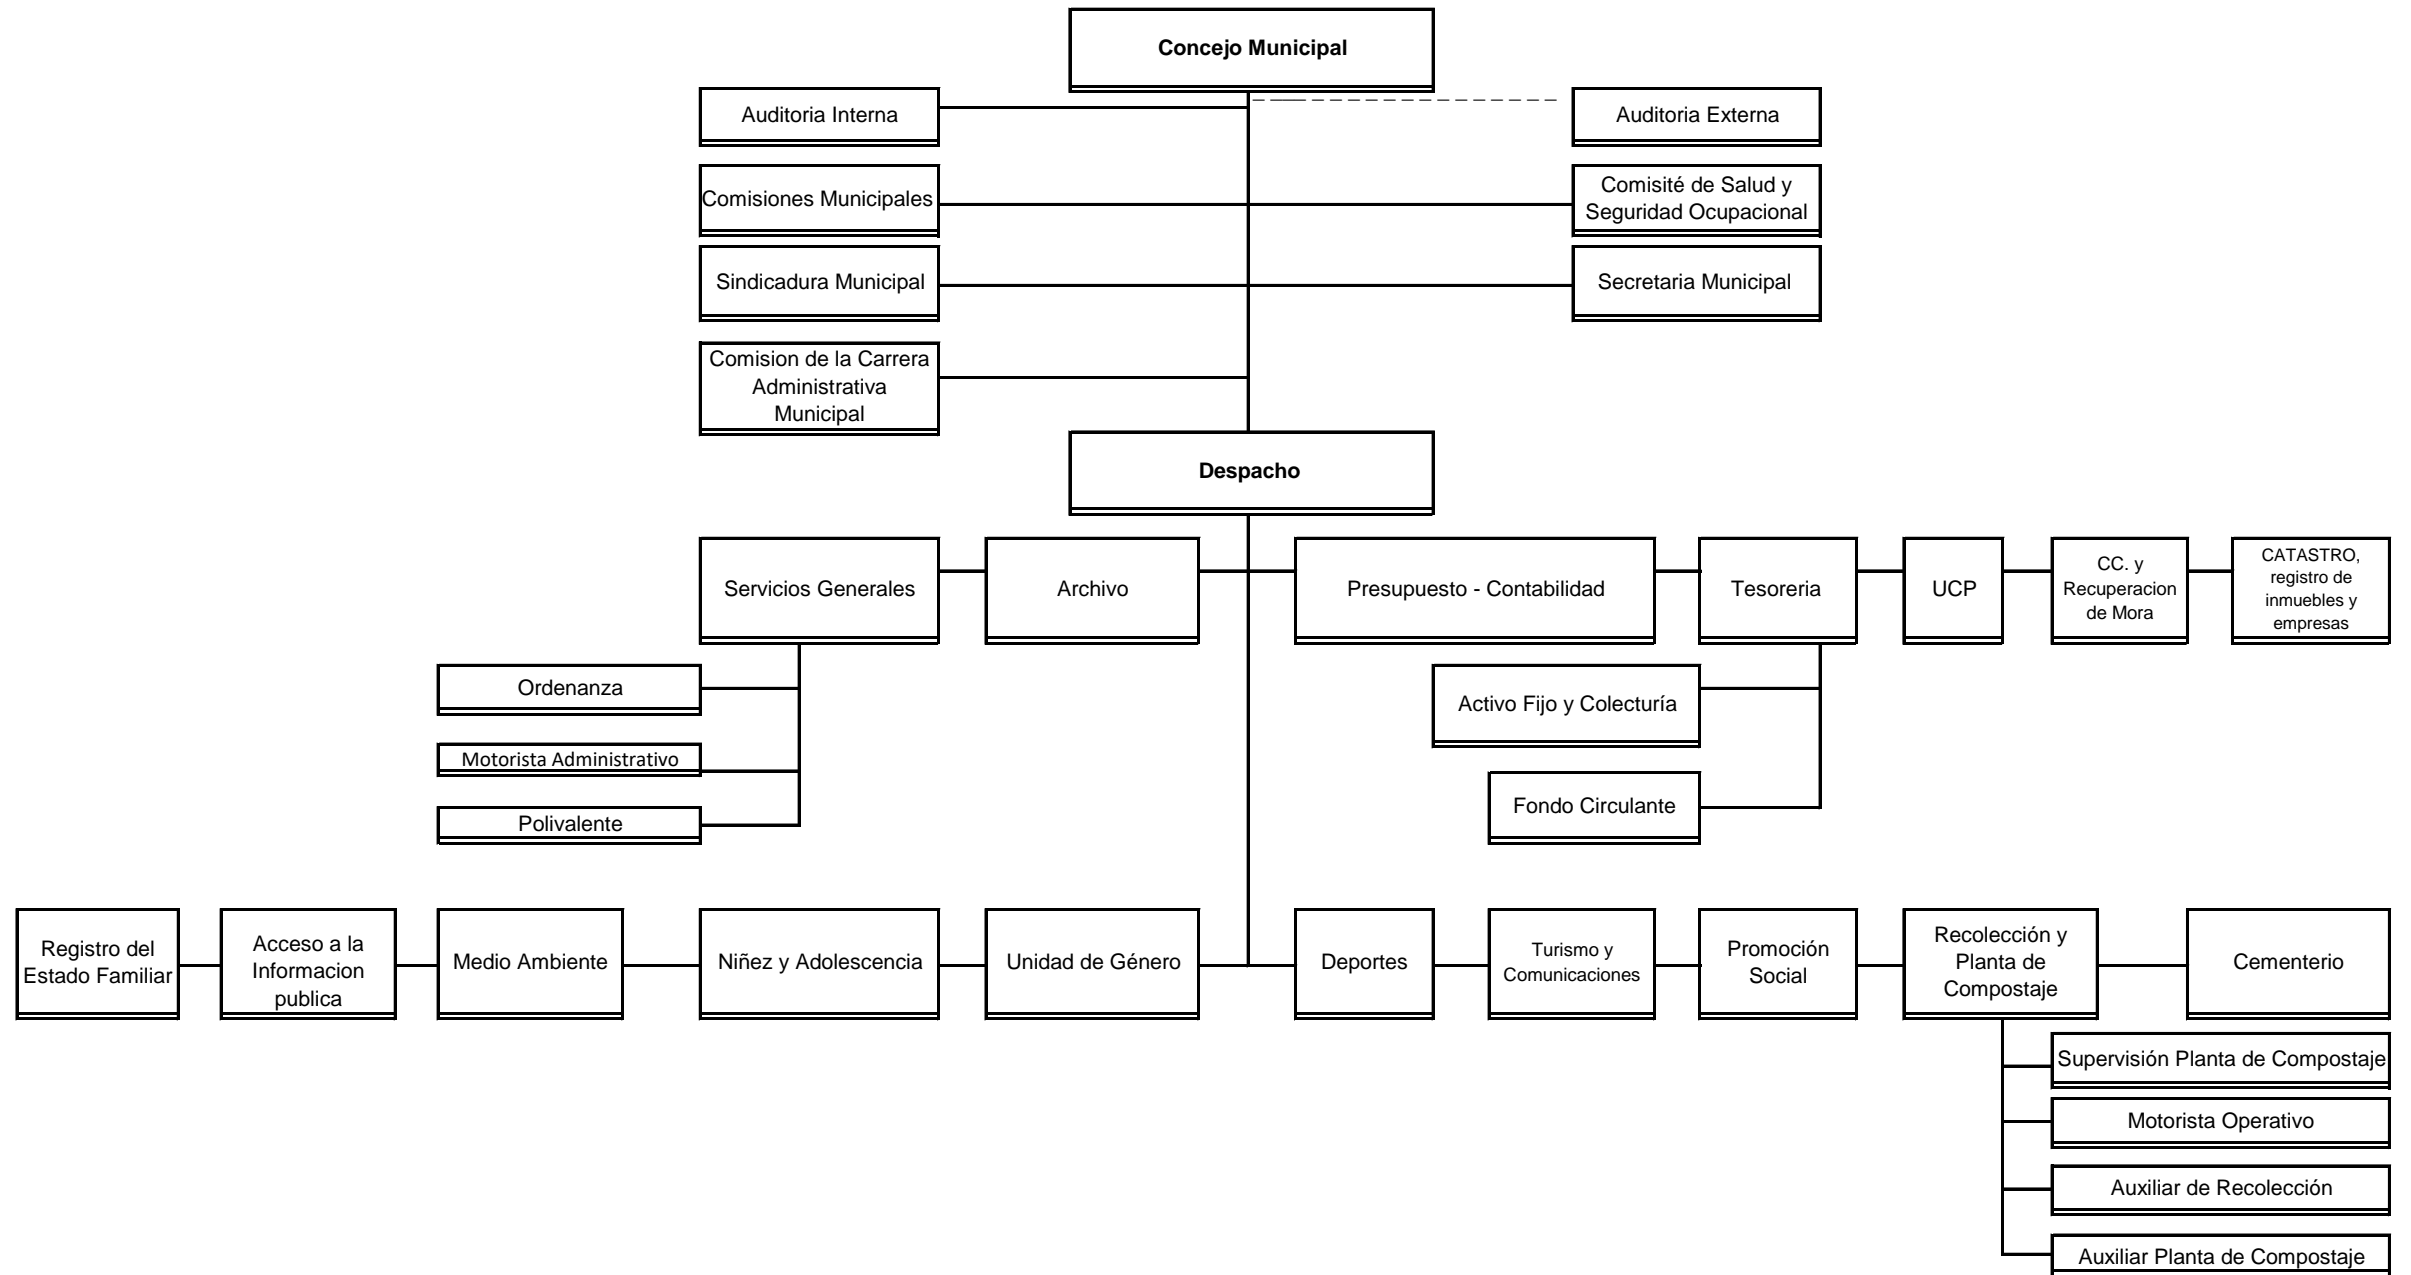 Concejo Municipal
Auditoria Interna
Auditoria Externa
Comisiones Municipales
Comisité de Salud y
Seguridad Ocupacional
Sindicadura Municipal
Secretaria Municipal
Comision de la Carrera
Administrativa
Municipal
Despacho
Servicios Generales
Archivo
Presupuesto - Contabilidad
Tesoreria
UCP
CC. y
Recuperacion
de Mora
CATASTRO,
registro de
inmuebles y
empresas
Ordenanza
Motorista Administrativo
Polivalente
Activo Fijo y Colecturía
Fondo Circulante
Registro del
Estado Familiar
Acceso a la
Informacion
publica
Medio Ambiente
Niñez y Adolescencia
Unidad de Género
Deportes
Turismo y
Comunicaciones
Promoción
Social
Recolección y
Planta de
Compostaje
Cementerio
Supervisión Planta de Compostaje
Motorista Operativo
Auxiliar de Recolección
Auxiliar Planta de Compostaje